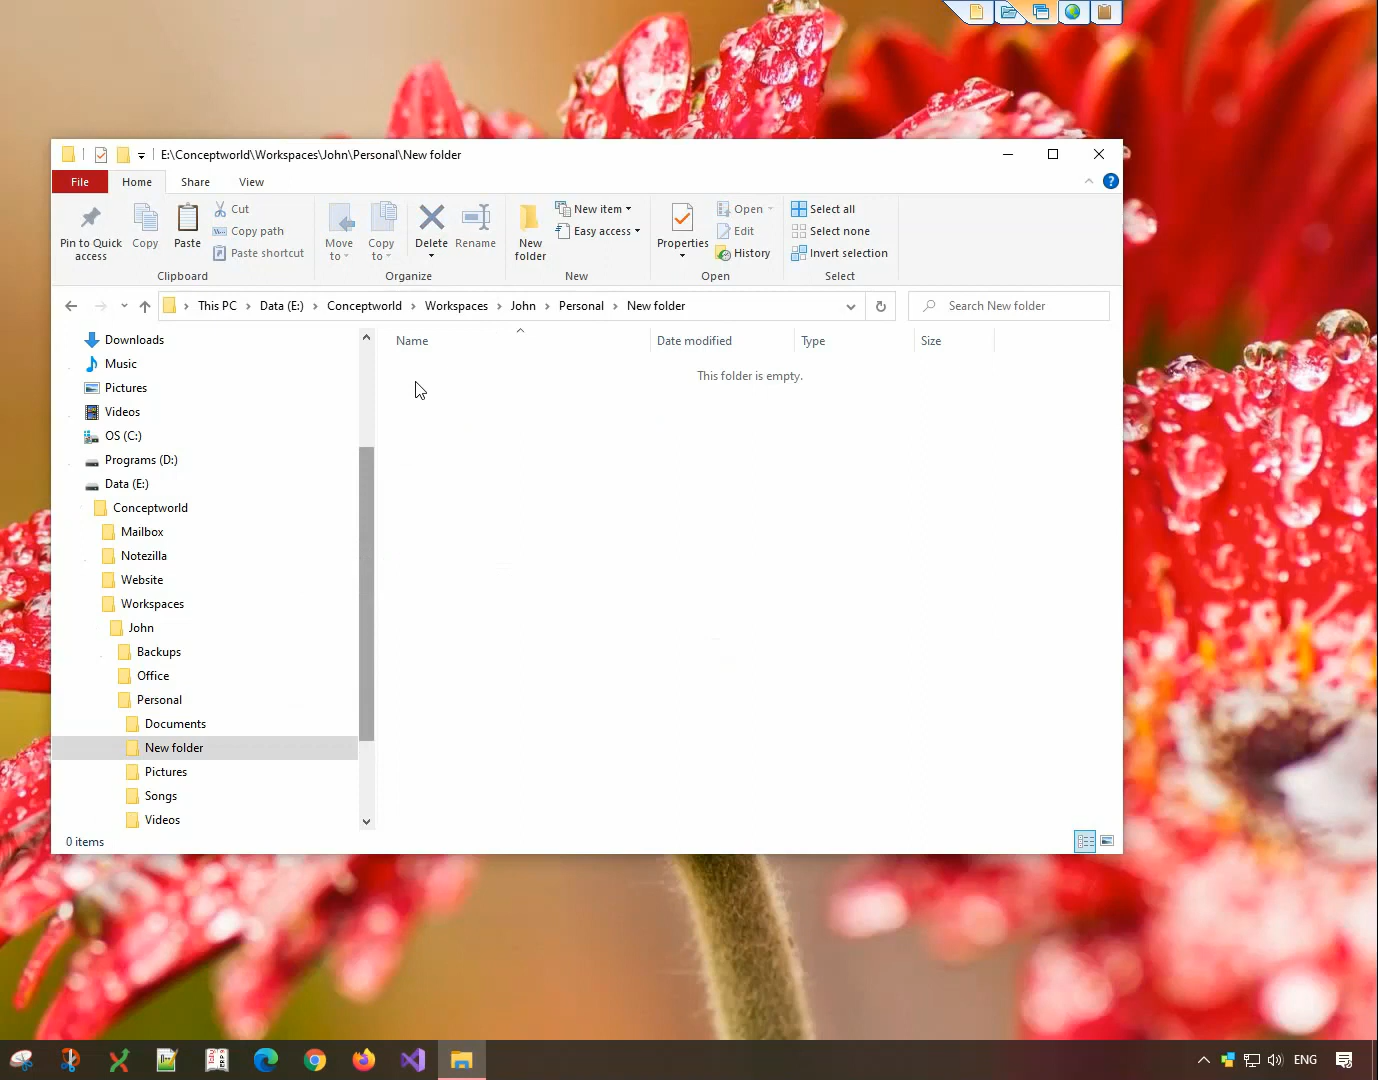 E:\Conceptworld\Workspaces\John\Personal\New folder
File Home Share View
Pin to Quick access
Copy
Paste
Cut
Copy path
Paste shortcut
Clipboard
Move to
Copy to
Delete
Rename
Organize
New folder
New item
Easy access
New
Properties
Open
Edit
History
Open
Select all
Select none
Invert selection
Select
This PC Data (E:) Conceptworld Workspaces John Personal New folder
Search New folder
Name Date modified Type Size
This folder is empty.
Downloads
Music
Pictures
Videos
OS (C:)
Programs (D:)
Data (E:)
Conceptworld
Mailbox
Notezilla
Website
Workspaces
John
Backups
Office
Personal
Documents
New folder
Pictures
Songs
Videos
0 items
ENG